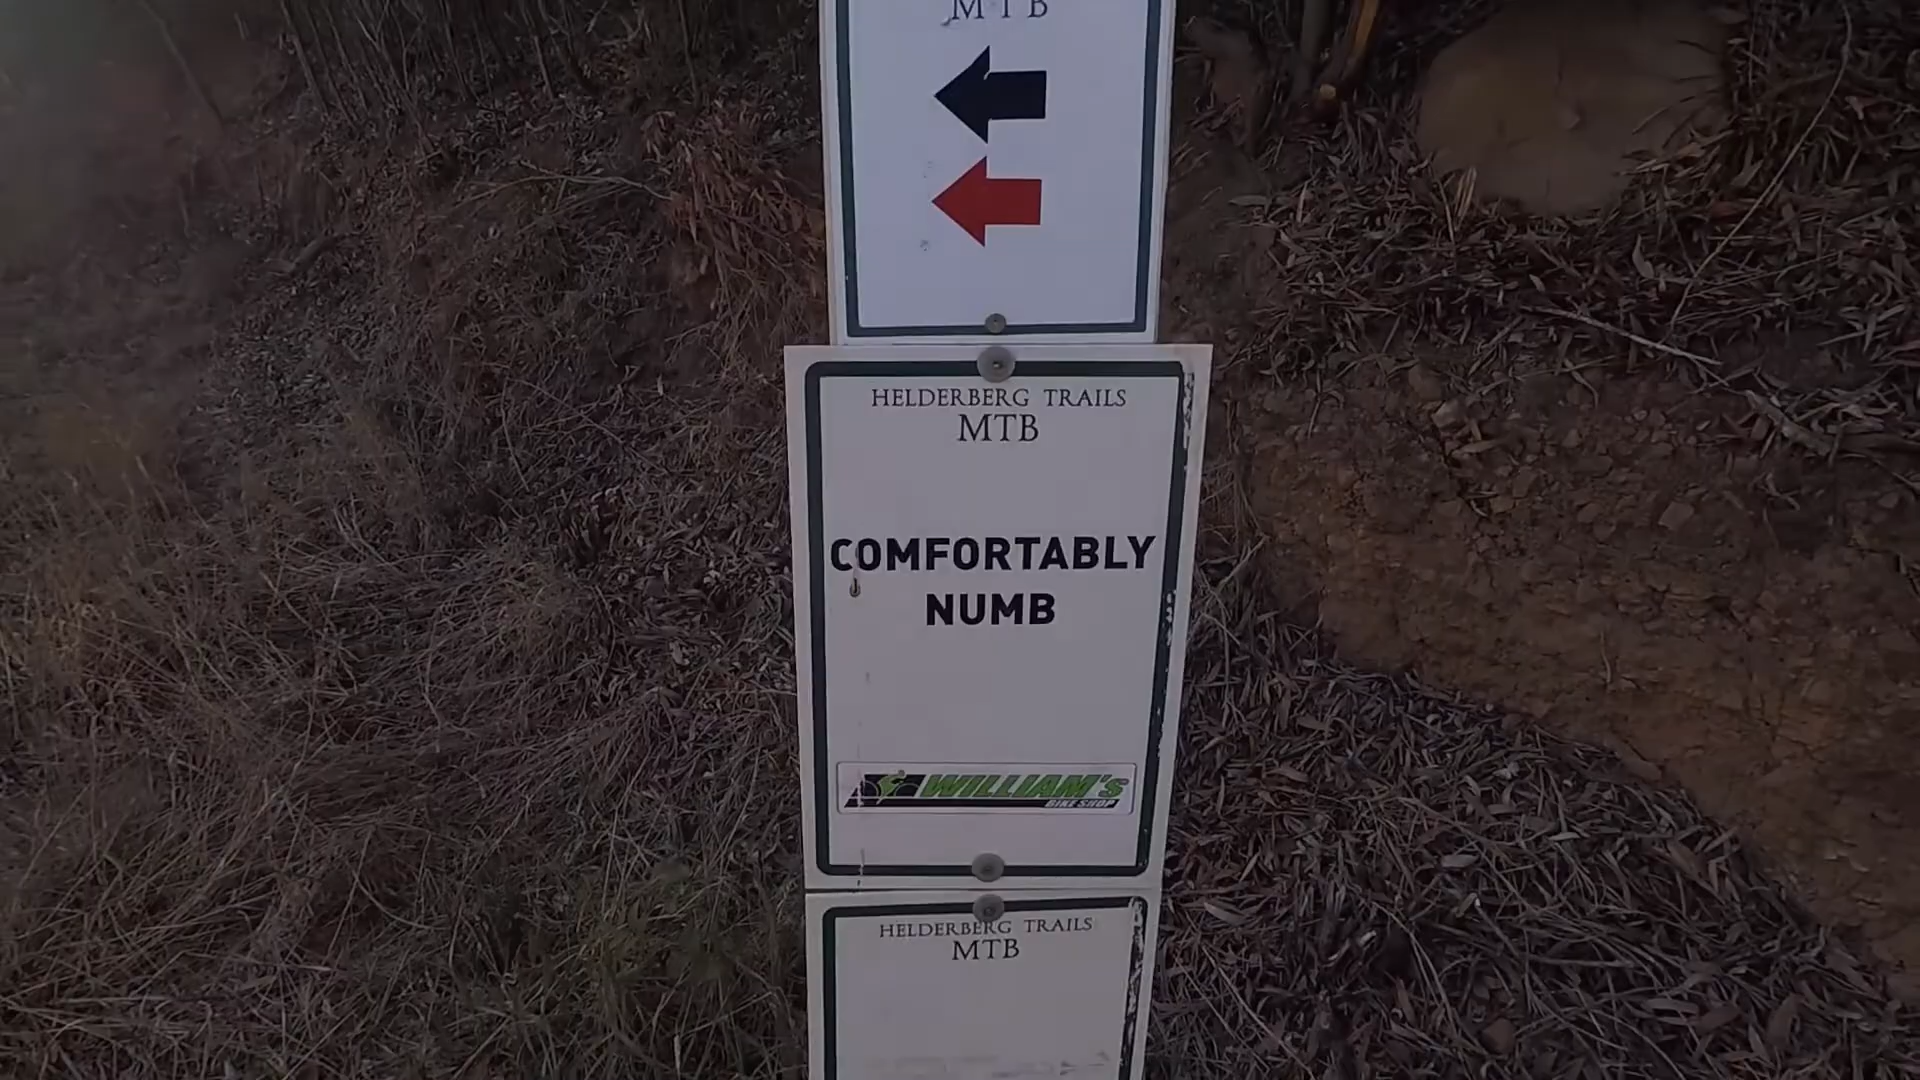 MTB
HELDERBERG TRAILS
MTB
COMFORTABLY
NUMB
WILLIAM'S
BIKE SHOP
HELDERBERG TRAILS
MTB